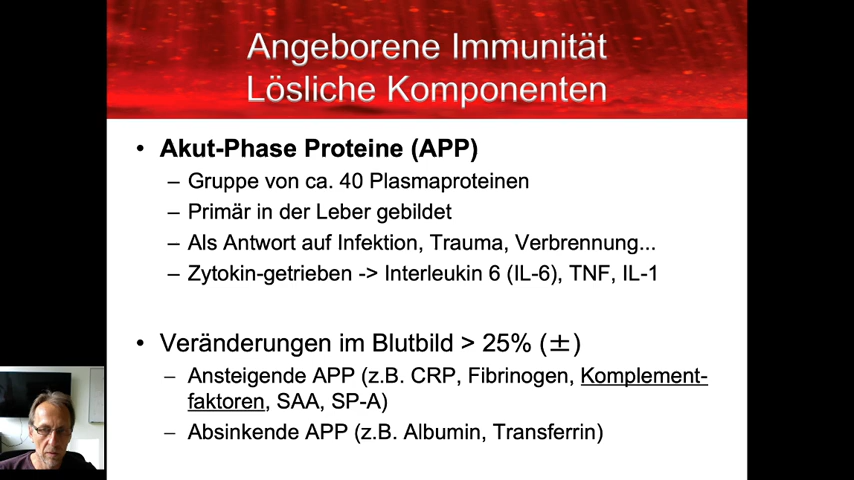 Angeborene Immunität
Lösliche Komponenten
• Akut-Phase Proteine (APP)
– Gruppe von ca. 40 Plasmaproteinen
– Primär in der Leber gebildet
– Als Antwort auf Infektion, Trauma, Verbrennung...
– Zytokin-getrieben -> Interleukin 6 (IL-6), TNF, IL-1
• Veränderungen im Blutbild > 25% (±)
– Ansteigende APP (z.B. CRP, Fibrinogen, Komplement-
faktoren, SAA, SP-A)
– Absinkende APP (z.B. Albumin, Transferrin)